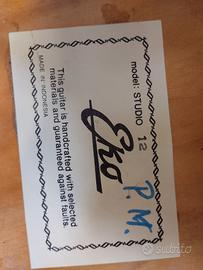 model: STUDIO 12
Eko
P.M.
This guitar is handcrafted with selected
materials and guaranteed against faults.
MADE IN INDONESIA
subito